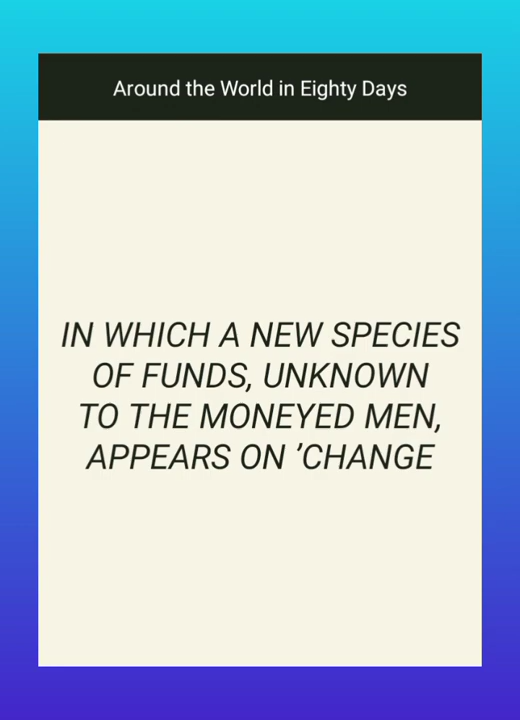 Around the World in Eighty Days
IN WHICH A NEW SPECIES
OF FUNDS, UNKNOWN
TO THE MONEYED MEN,
APPEARS ON ’CHANGE